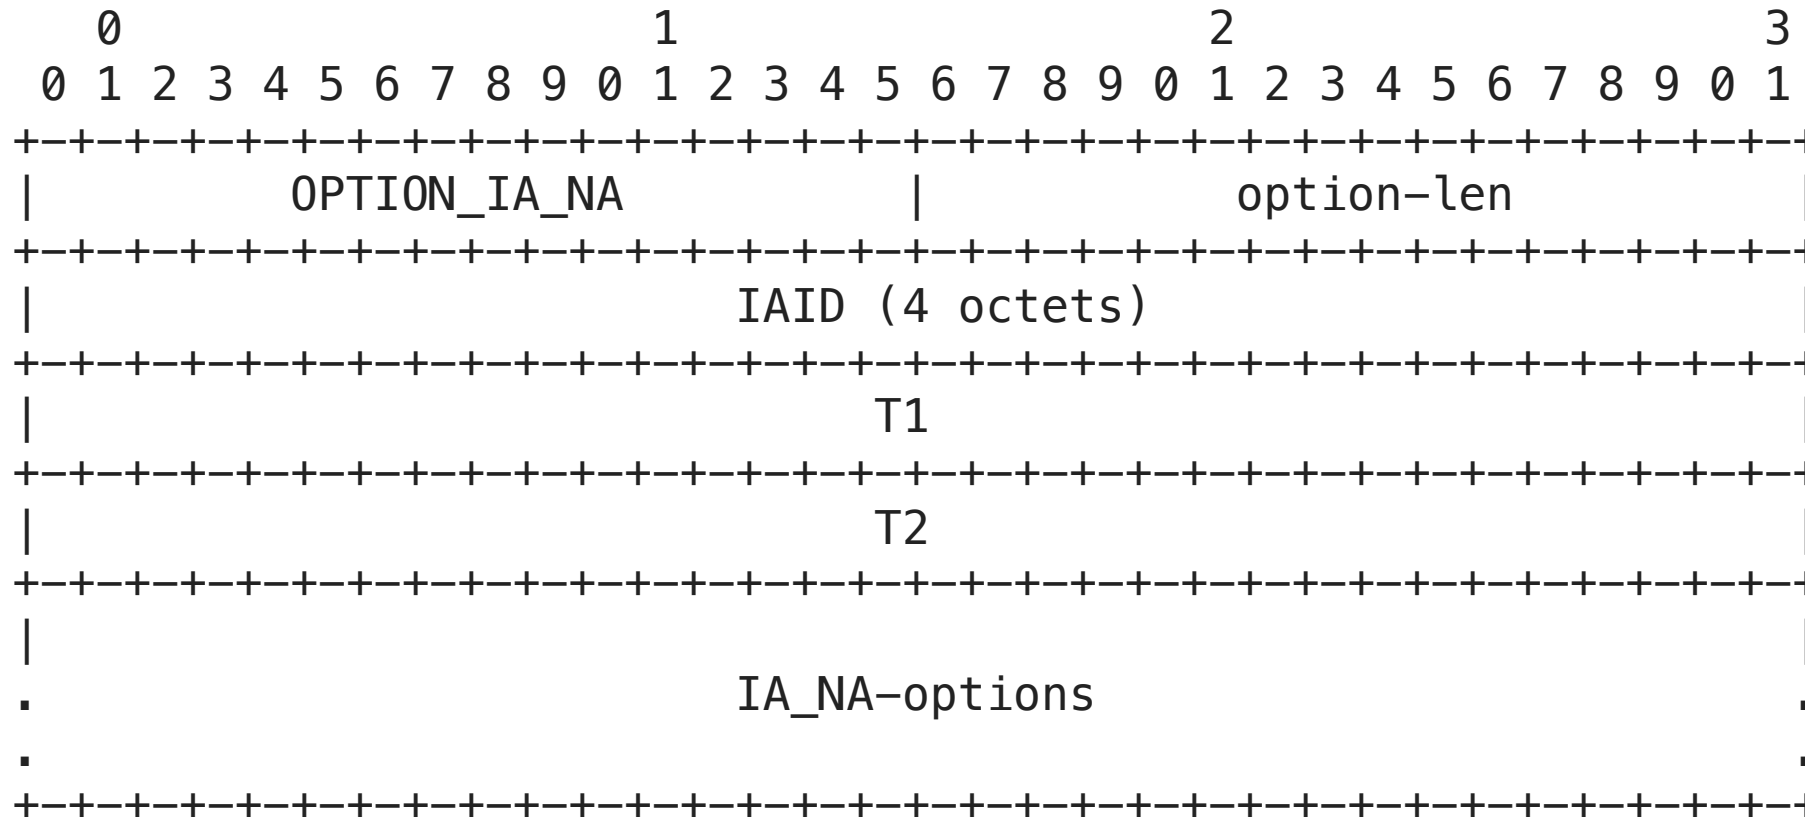 0                   1                   2                   3
    0 1 2 3 4 5 6 7 8 9 0 1 2 3 4 5 6 7 8 9 0 1 2 3 4 5 6 7 8 9 0 1
   +-+-+-+-+-+-+-+-+-+-+-+-+-+-+-+-+-+-+-+-+-+-+-+-+-+-+-+-+-+-+-+-+
   |         OPTION_IA_NA          |           option-len          |
   +-+-+-+-+-+-+-+-+-+-+-+-+-+-+-+-+-+-+-+-+-+-+-+-+-+-+-+-+-+-+-+-+
   |                         IAID (4 octets)                       |
   +-+-+-+-+-+-+-+-+-+-+-+-+-+-+-+-+-+-+-+-+-+-+-+-+-+-+-+-+-+-+-+-+
   |                              T1                               |
   +-+-+-+-+-+-+-+-+-+-+-+-+-+-+-+-+-+-+-+-+-+-+-+-+-+-+-+-+-+-+-+-+
   |                              T2                               |
   +-+-+-+-+-+-+-+-+-+-+-+-+-+-+-+-+-+-+-+-+-+-+-+-+-+-+-+-+-+-+-+-+
   |                                                               |
   .                         IA_NA-options                         .
   .                                                               .
   +-+-+-+-+-+-+-+-+-+-+-+-+-+-+-+-+-+-+-+-+-+-+-+-+-+-+-+-+-+-+-+-+